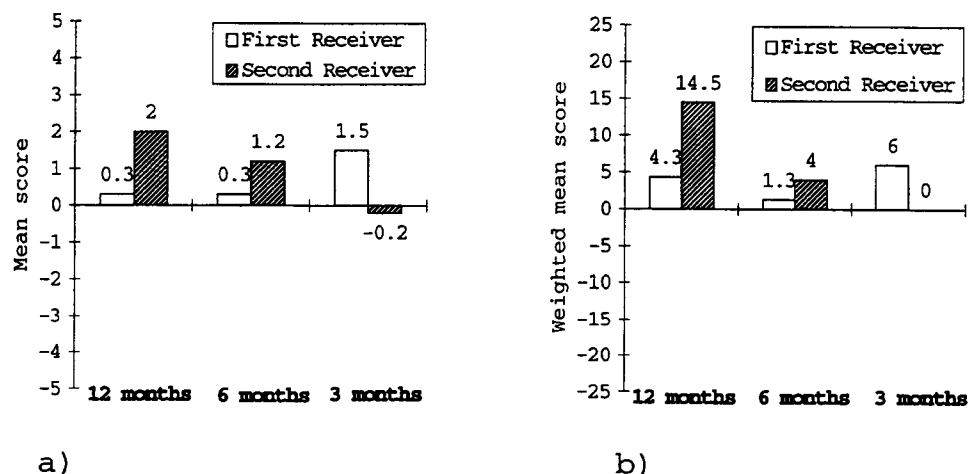 5
4
3
2
1
0
-1
-2
-3
-4
-5
Mean score
First Receiver
Second Receiver
0.3
2
0.3
1.2
1.5
-0.2
12 months
6 months
3 months
a)
25
20
15
10
5
0
-5
-10
-15
-20
-25
Weighted mean score
First Receiver
Second Receiver
4.3
14.5
1.3
4
6
0
12 months
6 months
3 months
b)